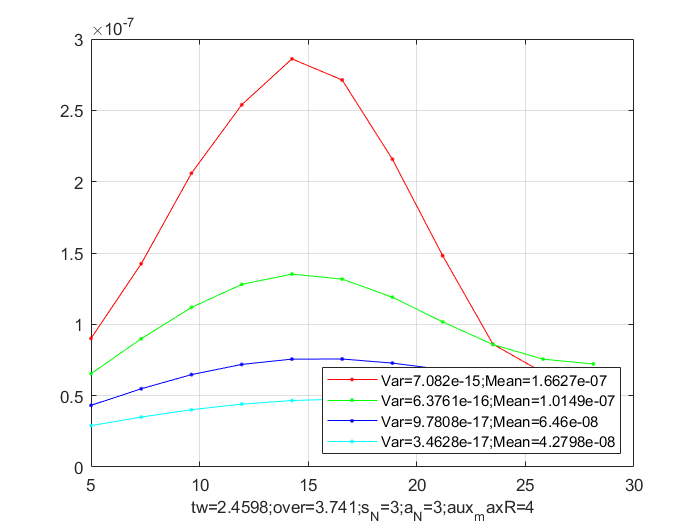 ×10-7
3
2.5
2
1.5
1
0.5
0
5 10 15 20 25 30
Var=7.082e-15;Mean=1.6627e-07
Var=6.3761e-16;Mean=1.0149e-07
Var=9.7808e-17;Mean=6.46e-08
Var=3.4628e-17;Mean=4.2798e-08
tw=2.4598;over=3.741;sN=3;aN=3;auxmaxR=4